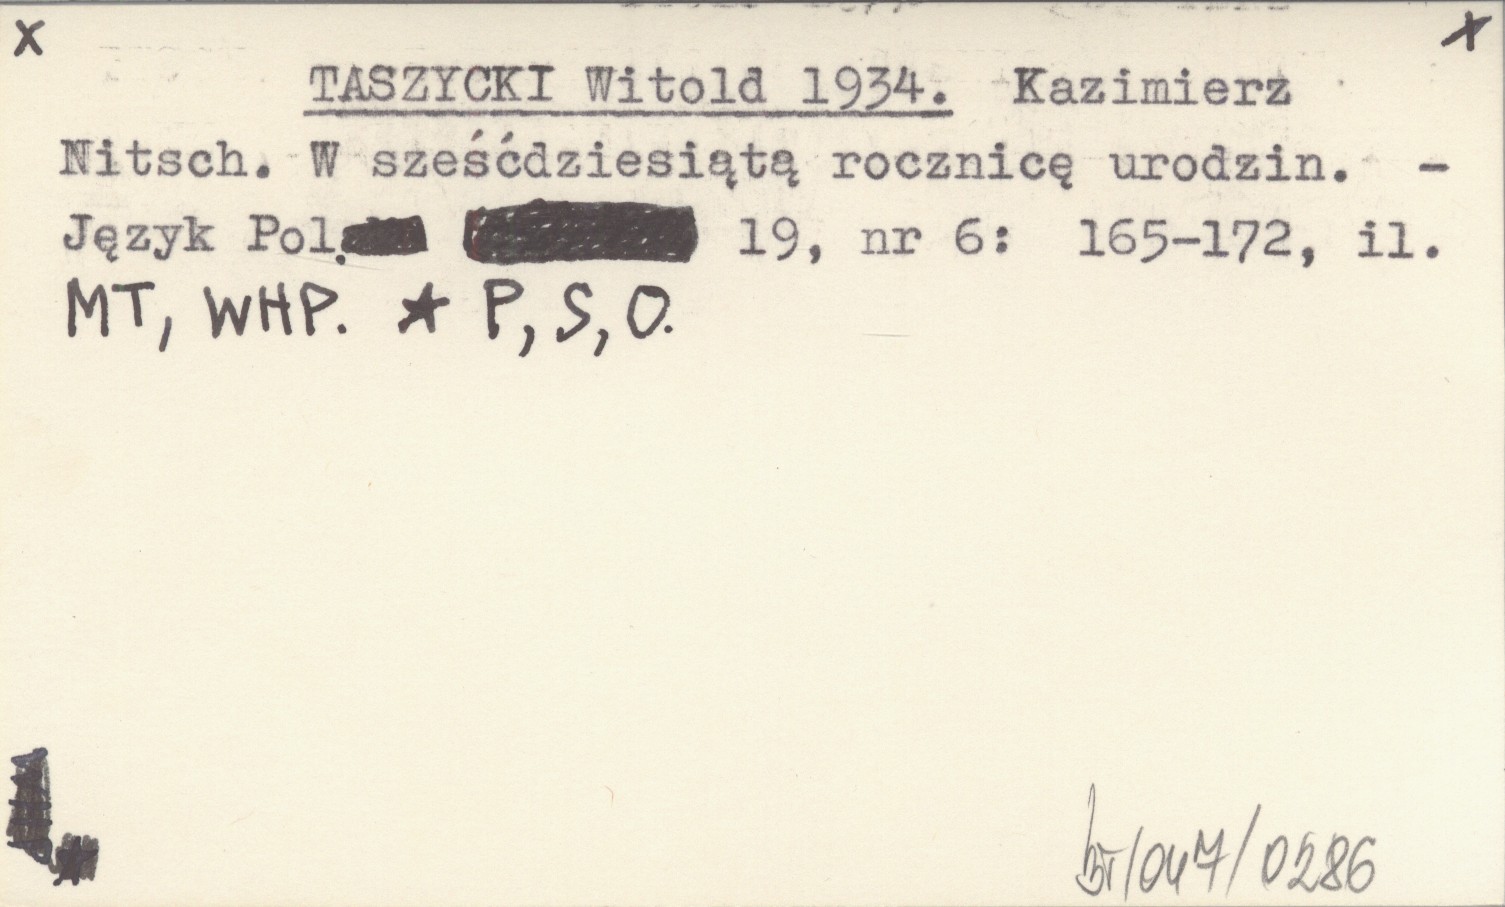 x x
TASZYCKI Witold 1934. Kazimierz
Nitsch. W sześćdziesiątą rocznicę urodzin. -
Język Pol. 19, nr 6: 165-172, il.
MT, WHP. ★ P, S, O.
/047/0286